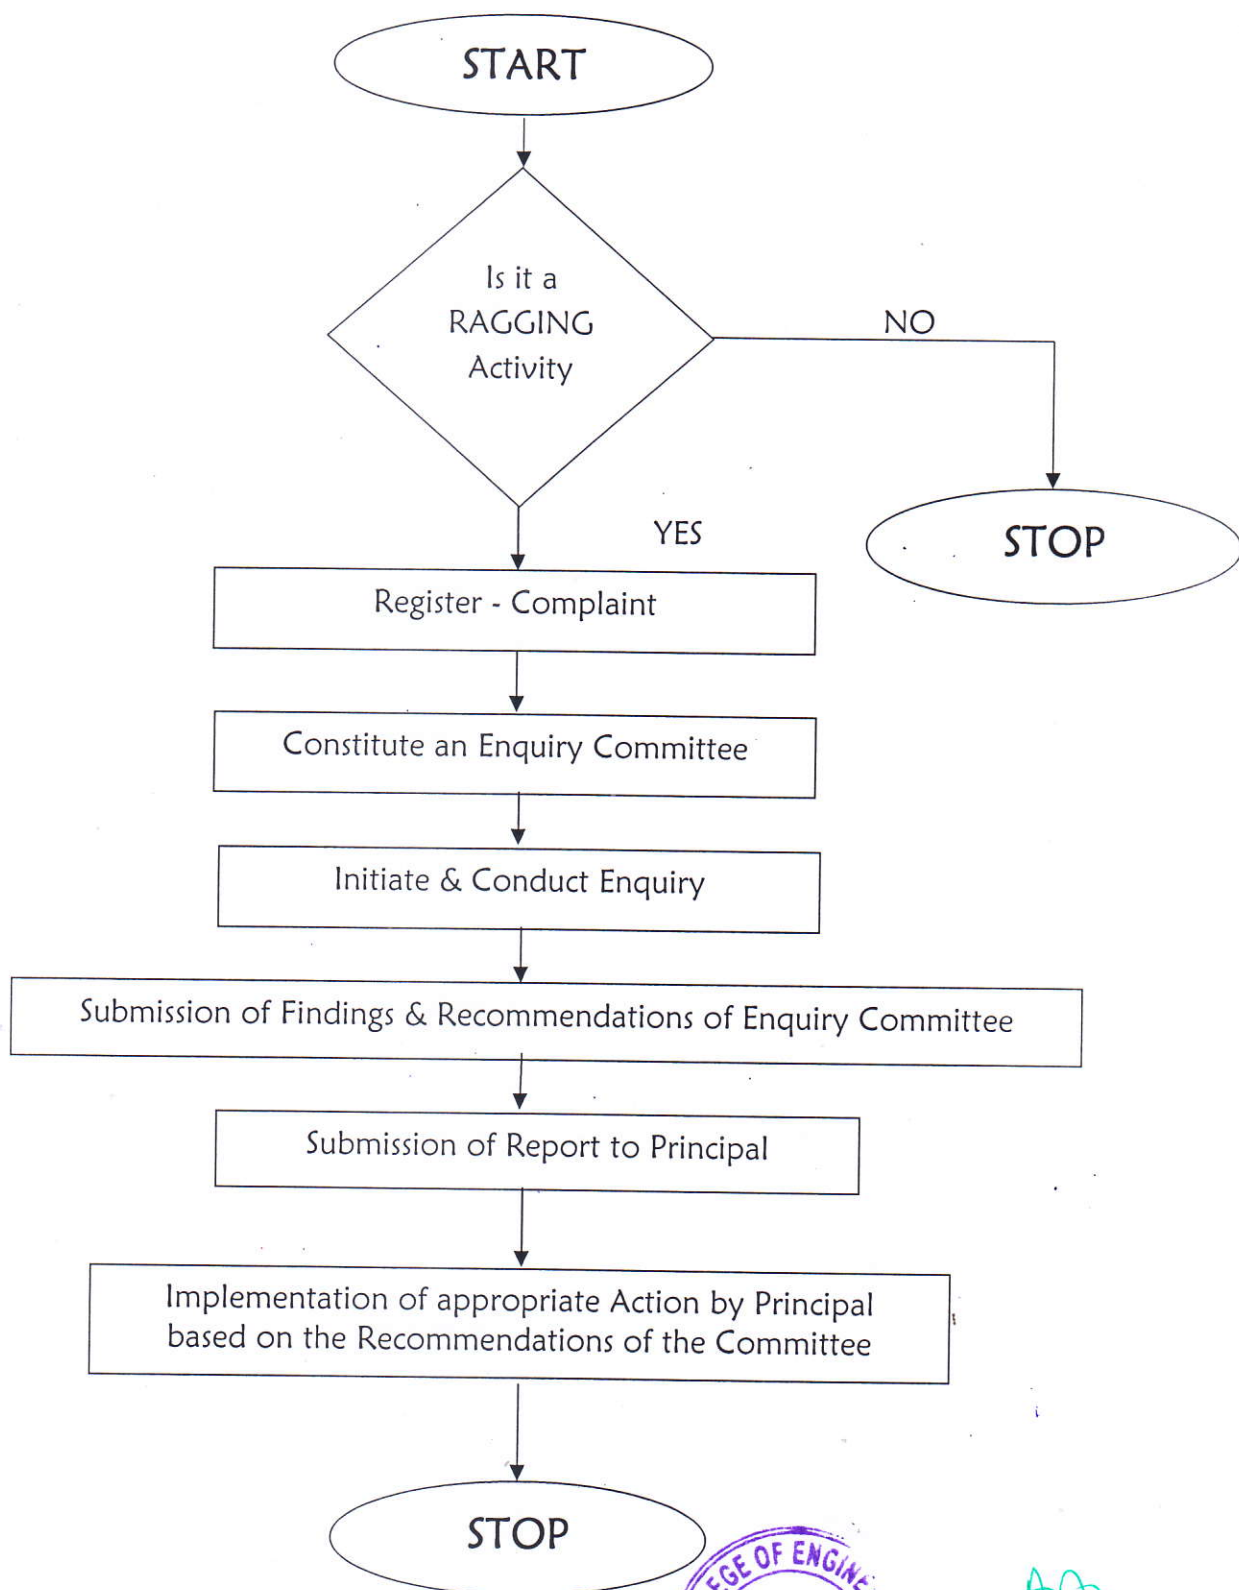 START
Is it a
RAGGING
Activity
NO
YES
STOP
Register - Complaint
Constitute an Enquiry Committee
Initiate & Conduct Enquiry
Submission of Findings & Recommendations of Enquiry Committee
Submission of Report to Principal
Implementation of appropriate Action by Principal
based on the Recommendations of the Committee
STOP
OF